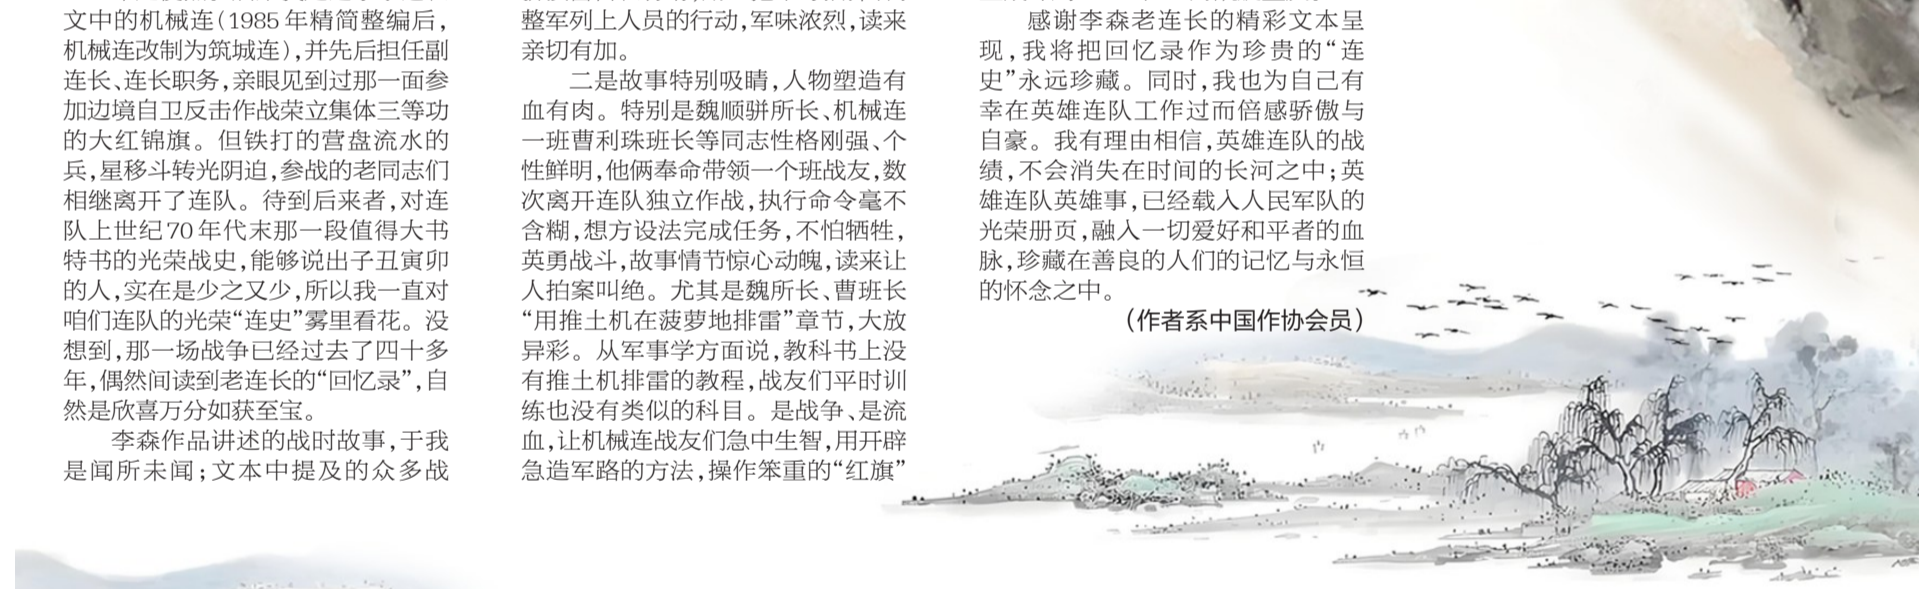 文中的机械连（1985年精简整编后，
机械连改制为筑城连），并先后担任副
连长、连长职务，亲眼见到过那一面参
加边境自卫反击作战荣立集体三等功
的大红锦旗。但铁打的营盘流水的
兵，星移斗转光阴迫，参战的老同志们
相继离开了连队。待到后来者，对连
队上世纪70年代末那一段值得大书
特书的光荣战史，能够说出子丑寅卯
的人，实在是少之又少，所以我一直对
咱们连队的光荣“连史”雾里看花。没
想到，那一场战争已经过去了四十多
年，偶然间读到老连长的“回忆录”，自
然是欣喜万分如获至宝。
李森作品讲述的战时故事，于我
是闻所未闻；文本中提及的众多战
整军列上人员的行动，军味浓烈，读来
亲切有加。
二是故事特别吸睛，人物塑造有
血有肉。特别是魏顺骈所长、机械连
一班曹利珠班长等同志性格刚强、个
性鲜明，他俩奉命带领一个班战友，数
次离开连队独立作战，执行命令毫不
含糊，想方设法完成任务，不怕牺牲，
英勇战斗，故事情节惊心动魄，读来让
人拍案叫绝。尤其是魏所长、曹班长
“用推土机在菠萝地排雷”章节，大放
异彩。从军事学方面说，教科书上没
有推土机排雷的教程，战友们平时训
练也没有类似的科目。是战争、是流
血，让机械连战友们急中生智，用开辟
急造军路的方法，操作笨重的“红旗”
感谢李森老连长的精彩文本呈
现，我将把回忆录作为珍贵的“连
史”永远珍藏。同时，我也为自己有
幸在英雄连队工作过而倍感骄傲与
自豪。我有理由相信，英雄连队的战
绩，不会消失在时间的长河之中；英
雄连队英雄事，已经载入人民军队的
光荣册页，融入一切爱好和平者的血
脉，珍藏在善良的人们的记忆与永恒
的怀念之中。
（作者系中国作协会员）